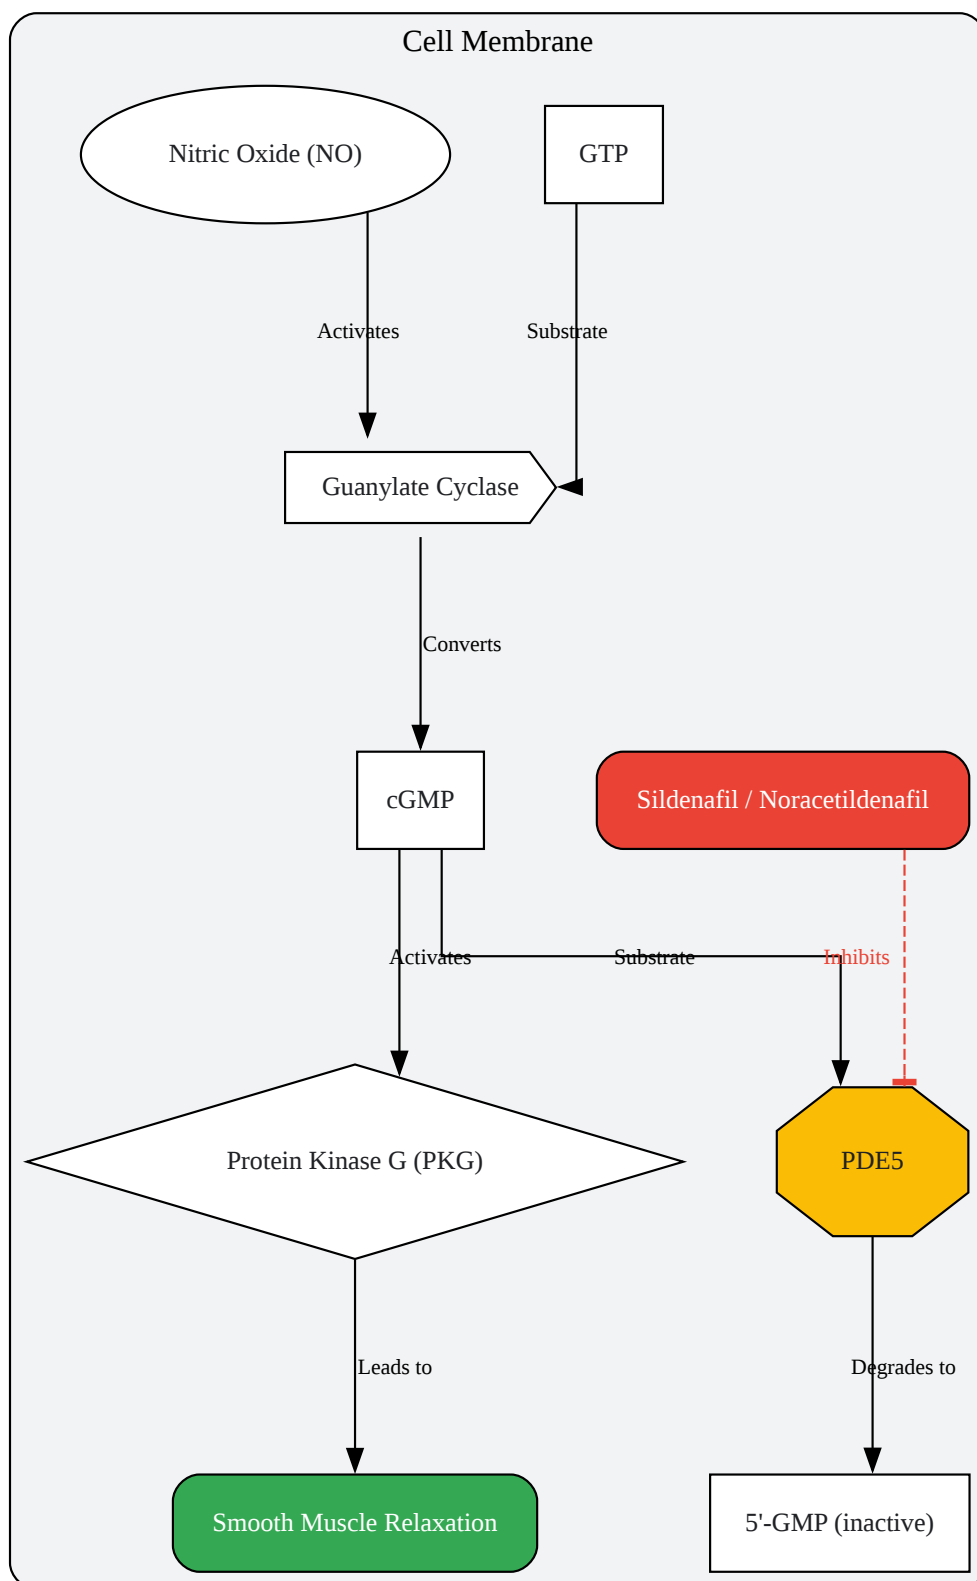 Cell Membrane
Nitric Oxide (NO)
GTP
Activates
Substrate
Guanylate Cyclase
Converts
cGMP
Sildenafil / Noracetildenafil
Activates
Substrate
Inhibits
Protein Kinase G (PKG)
PDE5
Leads to
Degrades to
Smooth Muscle Relaxation
5'-GMP (inactive)